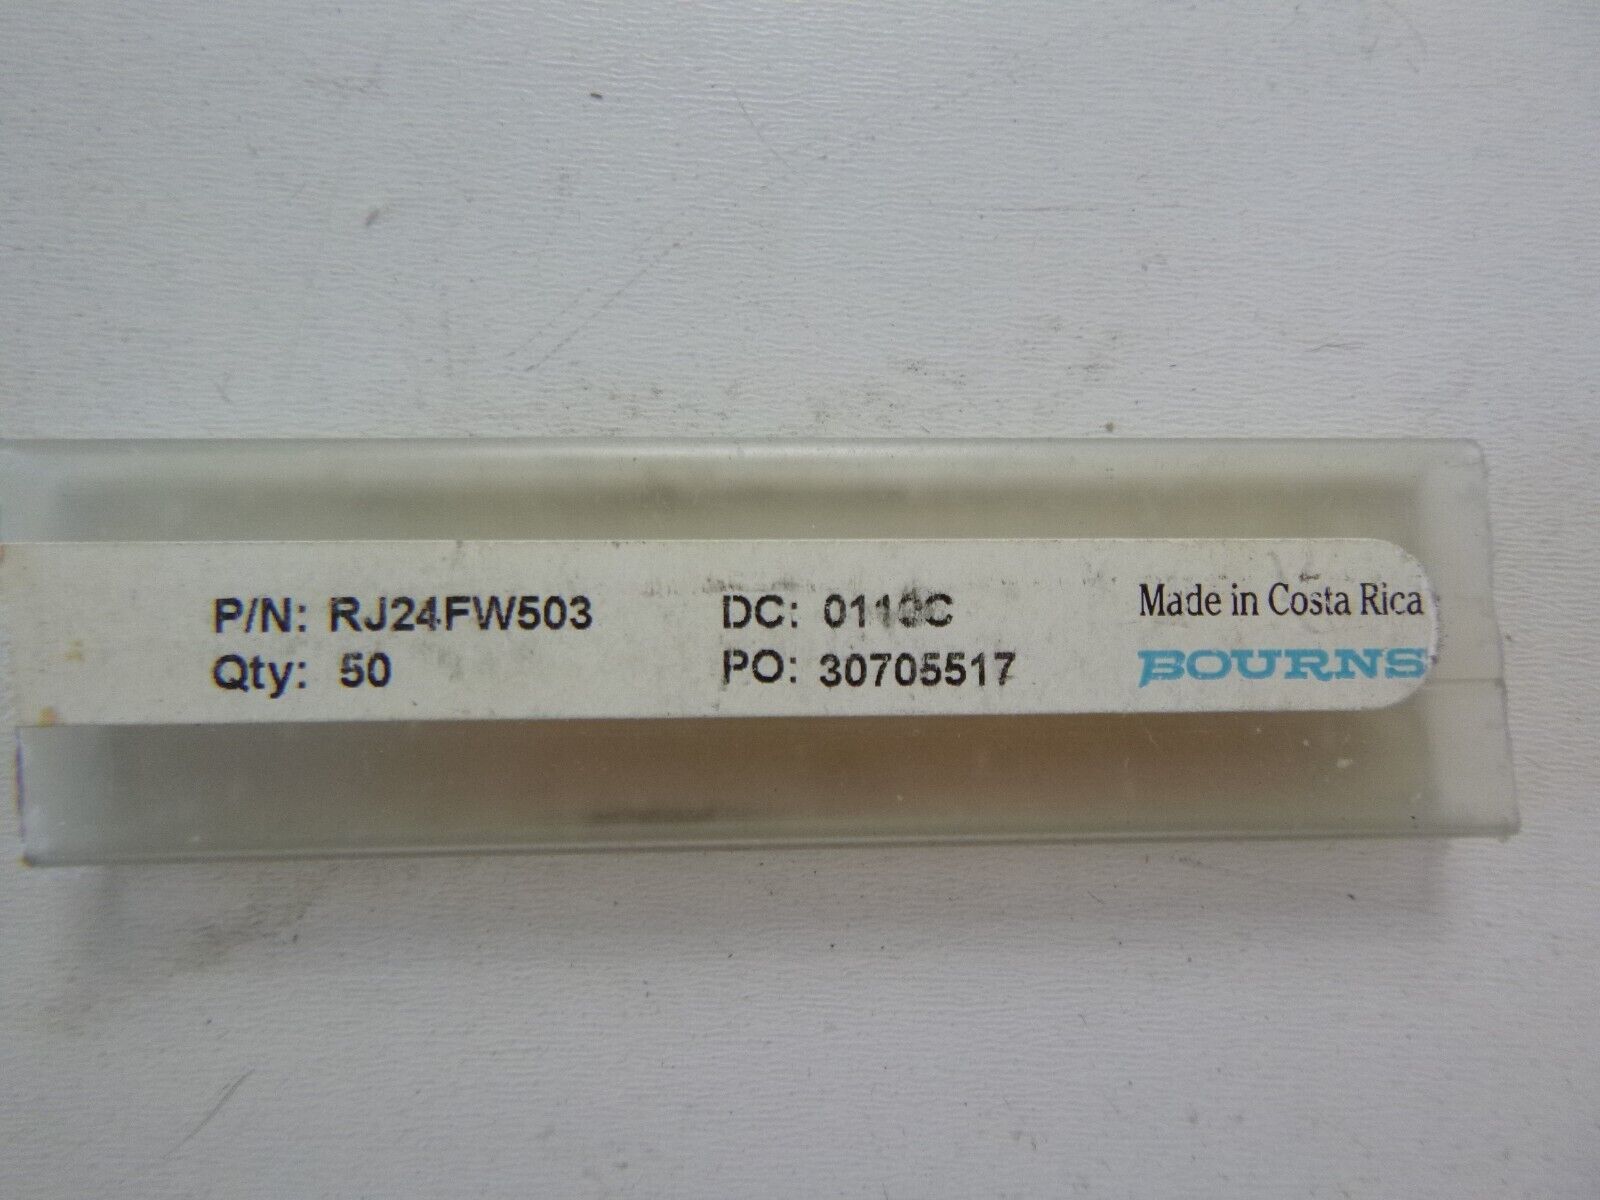 P/N: RJ24FW503
Qty: 50
DC:
PO: 30705517
Made in Costa Rica
BOURNS